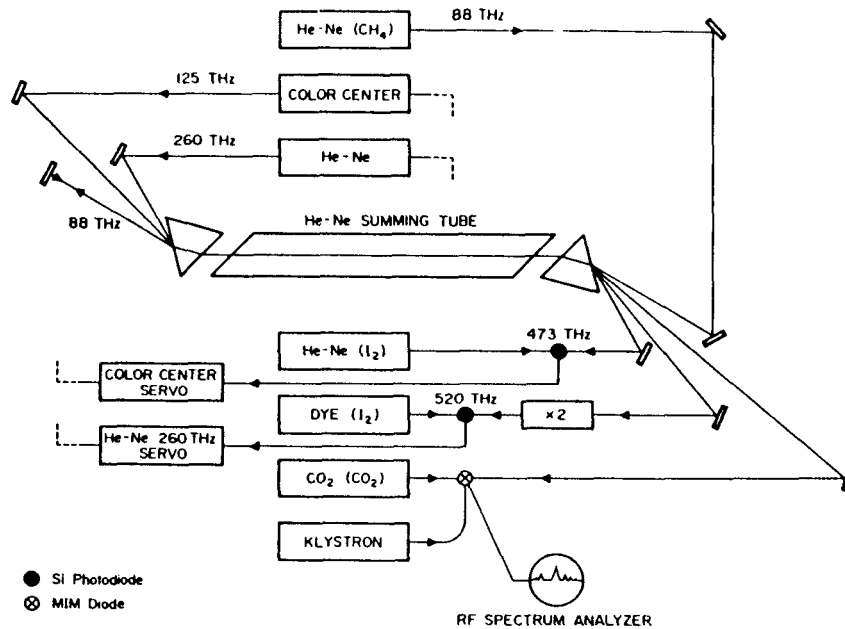 He-Ne (CH₄)
88 THz
125 THz
COLOR CENTER
260 THz
He-Ne
88 THz
He-Ne SUMMING TUBE
He-Ne (I₂)
473 THz
COLOR CENTER
SERVO
DYE (I₂)
520 THz
×2
He-Ne 260 THz
SERVO
CO₂ (CO₂)
KLYSTRON
Si Photodiode
MIM Diode
RF SPECTRUM ANALYZER